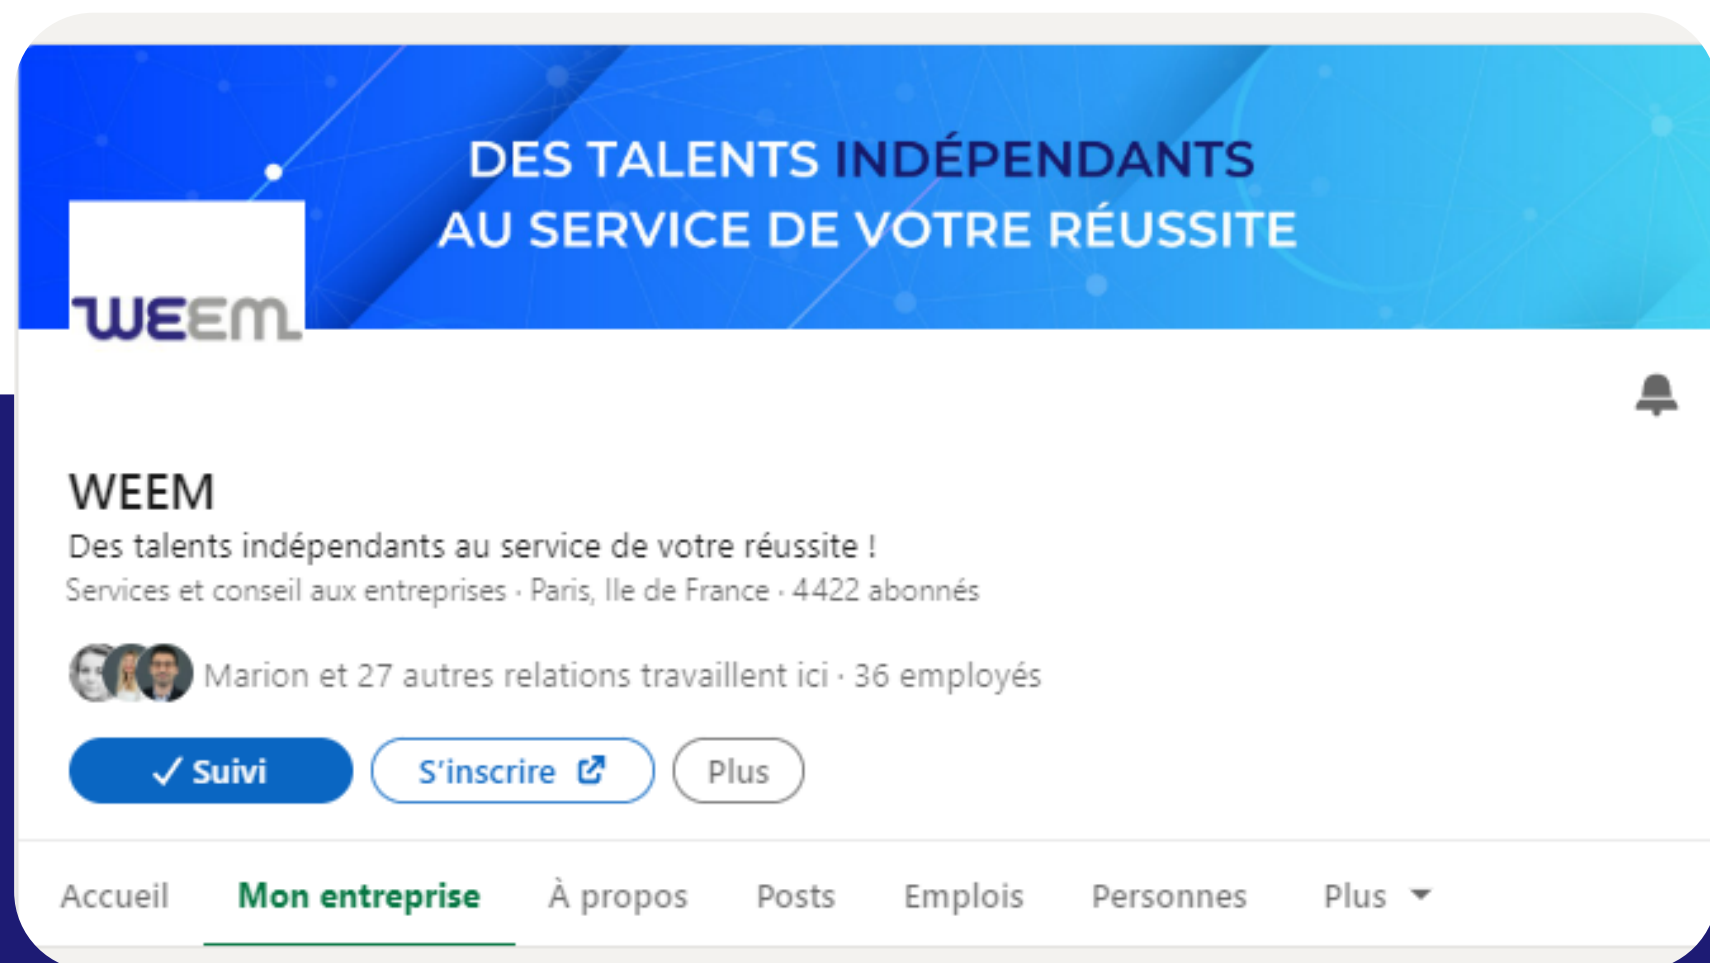 DES TALENTS INDÉPENDANTS
AU SERVICE DE VOTRE RÉUSSITE
WEEM
WEEM
Des talents indépendants au service de votre réussite !
Services et conseil aux entreprises · Paris, Ile de France · 4422 abonnés
Marion et 27 autres relations travaillent ici · 36 employés
Suivi S'inscrire Plus
Accueil Mon entreprise À propos Posts Emplois Personnes Plus